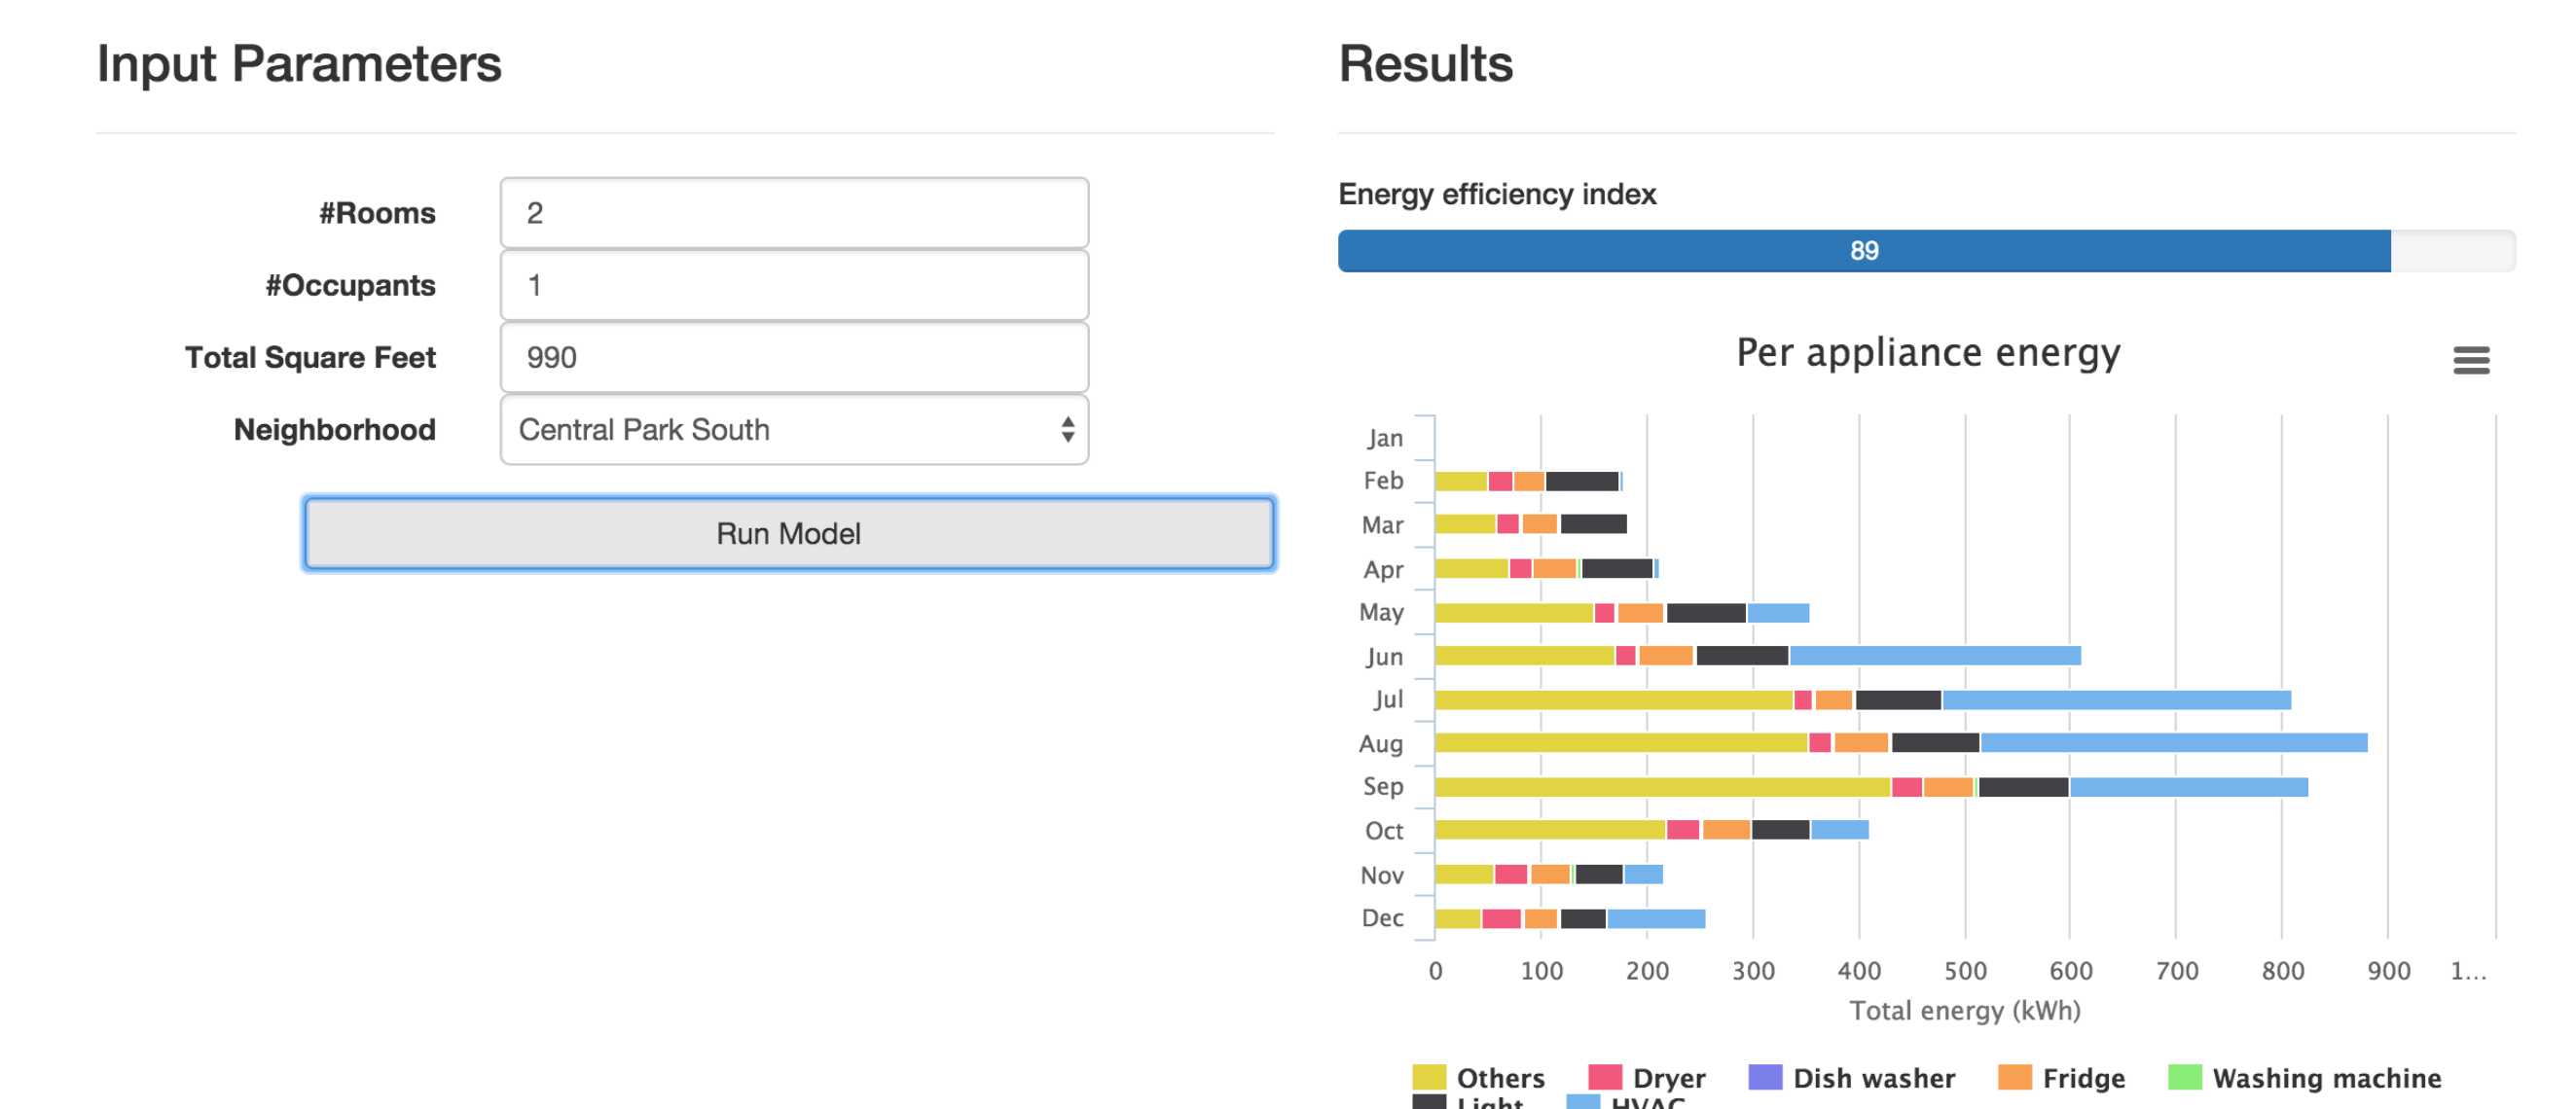 Input Parameters
#Rooms
2
#Occupants
1
Total Square Feet
990
Neighborhood
Central Park South
Run Model
Results
Energy efficiency index
89
Per appliance energy
Jan
Feb
Mar
Apr
May
Jun
Jul
Aug
Sep
Oct
Nov
Dec
0 100 200 300 400 500 600 700 800 900 1...
Total energy (kWh)
Others Dryer Dish washer Fridge Washing machine
Light HVAC